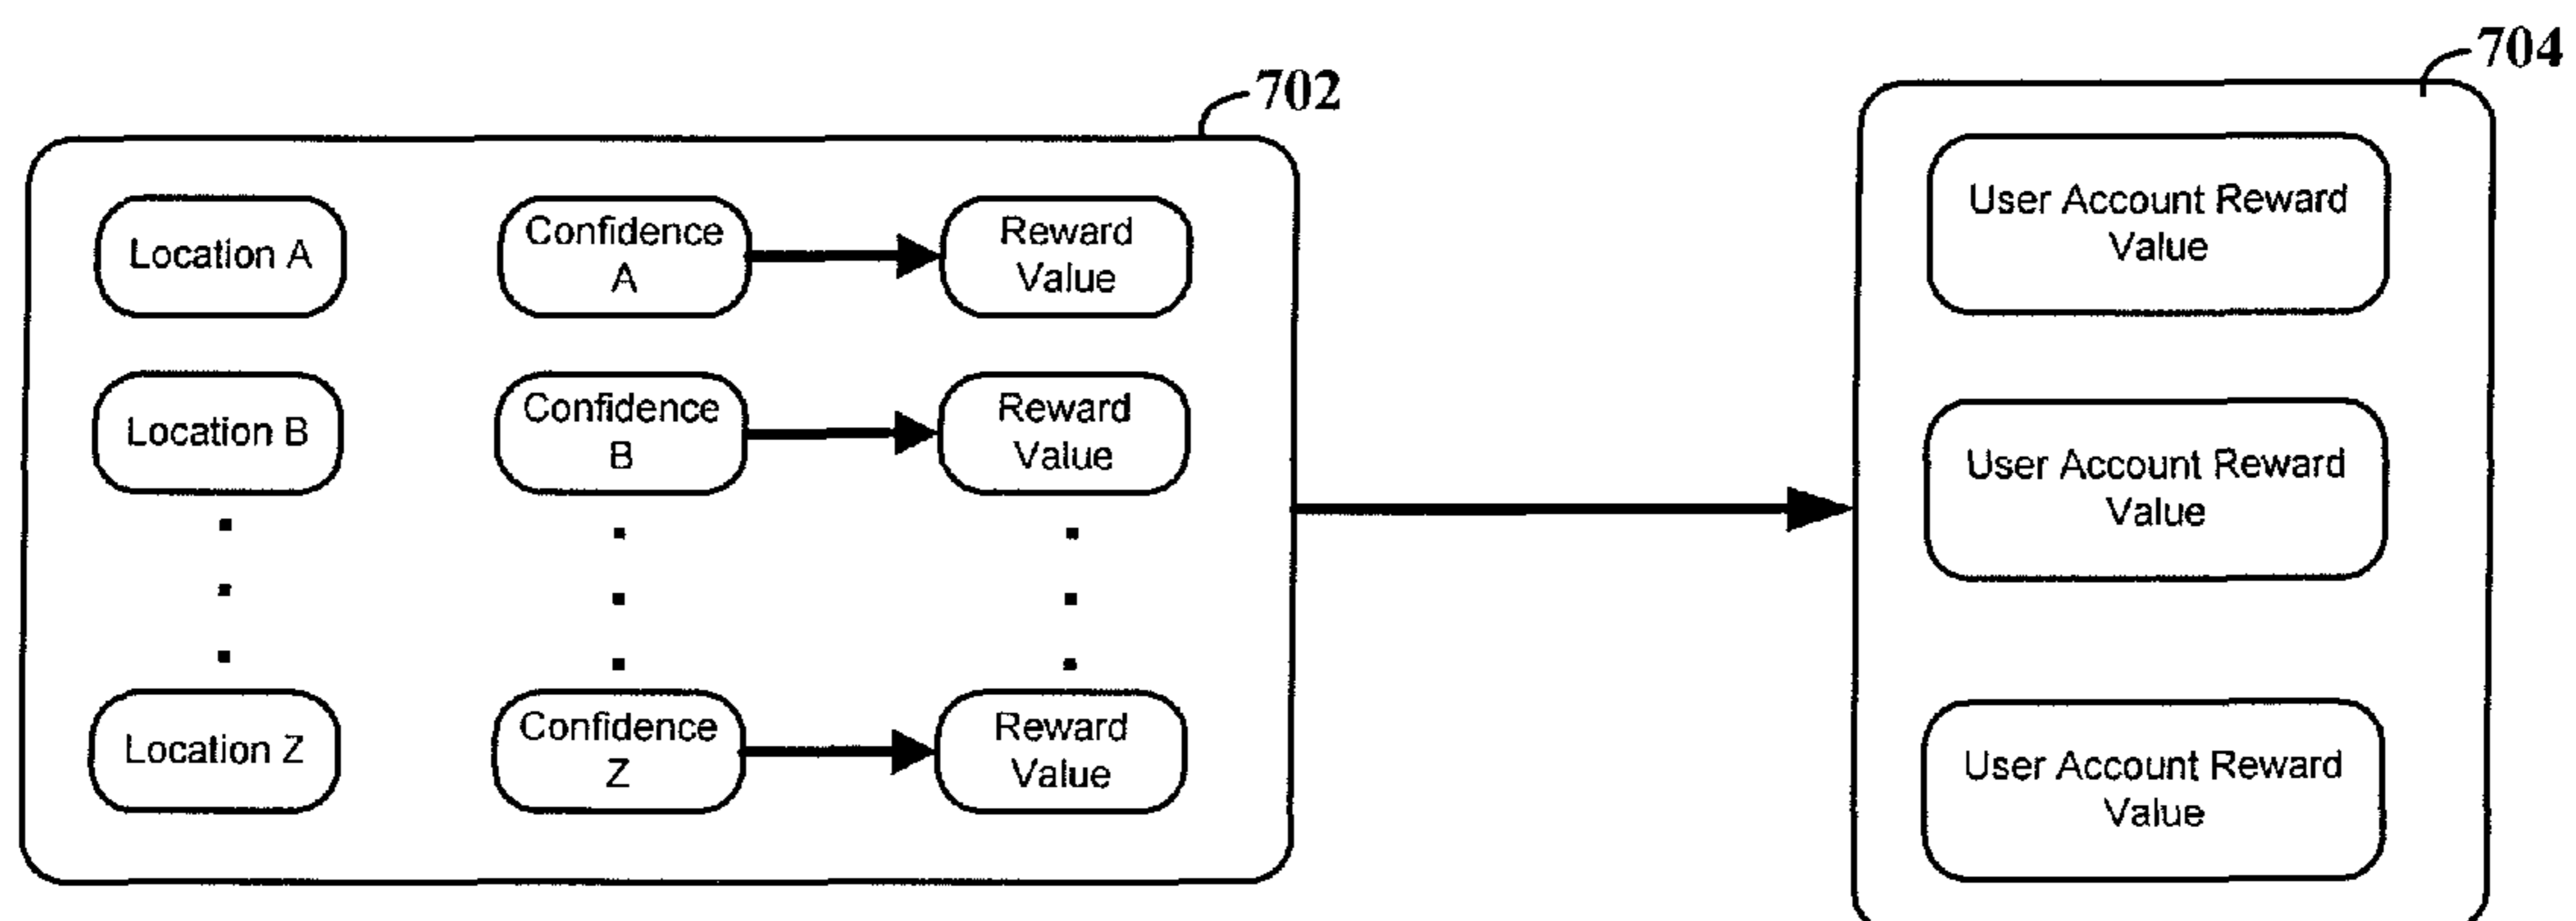 704
702
Location A
Confidence
A
Reward
Value
User Account Reward
Value
Location B
Confidence
B
Reward
Value
User Account Reward
Value
Location Z
Confidence
Z
Reward
Value
User Account Reward
Value